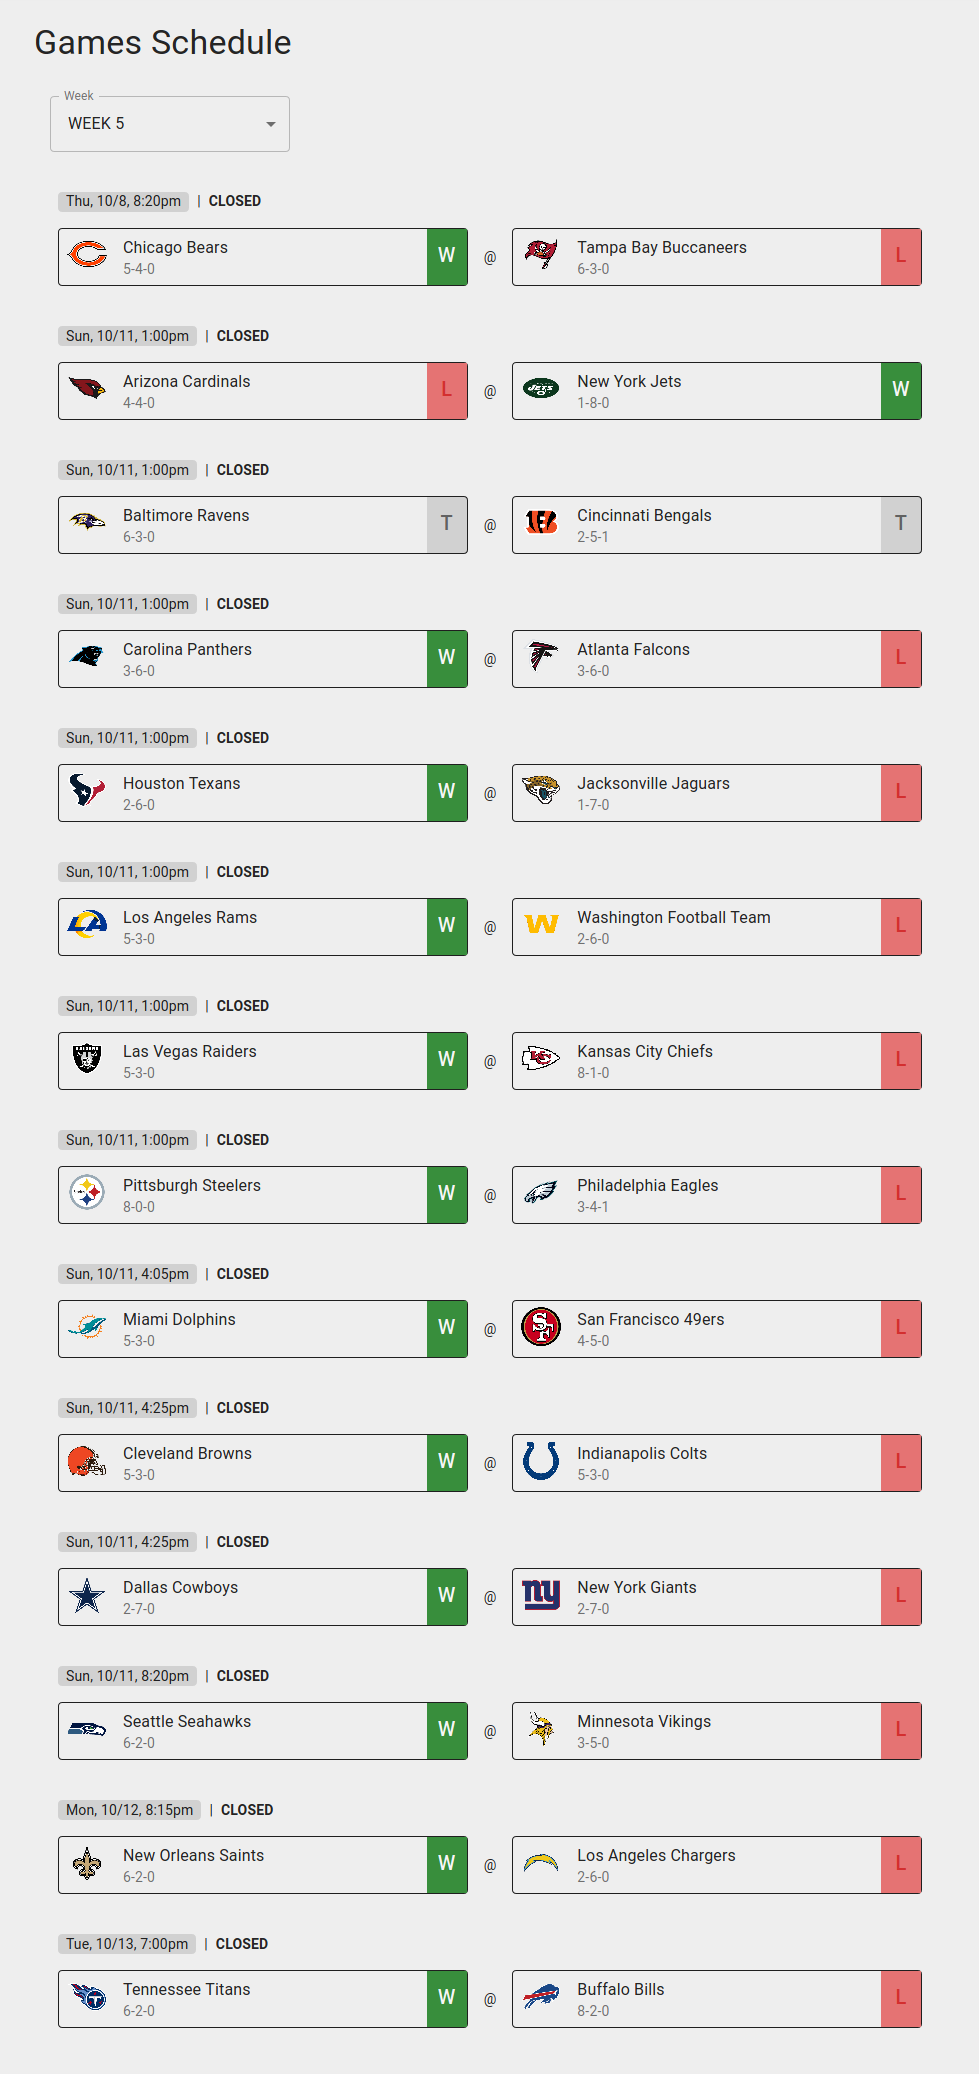 Games Schedule
Week
WEEK 5
Thu, 10/8, 8:20pm | CLOSED
Chicago Bears
5-4-0
W
@
Tampa Bay Buccaneers
6-3-0
L
Sun, 10/11, 1:00pm | CLOSED
Arizona Cardinals
4-4-0
L
@
JETS
New York Jets
1-8-0
W
Sun, 10/11, 1:00pm | CLOSED
Baltimore Ravens
6-3-0
T
@
Cincinnati Bengals
2-5-1
T
Sun, 10/11, 1:00pm | CLOSED
Carolina Panthers
3-6-0
W
@
Atlanta Falcons
3-6-0
L
Sun, 10/11, 1:00pm | CLOSED
Houston Texans
2-6-0
W
@
Jacksonville Jaguars
1-7-0
L
Sun, 10/11, 1:00pm | CLOSED
LA
Los Angeles Rams
5-3-0
W
@
W
Washington Football Team
2-6-0
L
Sun, 10/11, 1:00pm | CLOSED
RAIDERS
Las Vegas Raiders
5-3-0
W
@
KC
Kansas City Chiefs
8-1-0
L
Sun, 10/11, 1:00pm | CLOSED
Pittsburgh Steelers
8-0-0
W
@
Philadelphia Eagles
3-4-1
L
Sun, 10/11, 4:05pm | CLOSED
Miami Dolphins
5-3-0
W
@
SF
San Francisco 49ers
4-5-0
L
Sun, 10/11, 4:25pm | CLOSED
Cleveland Browns
5-3-0
W
@
Indianapolis Colts
5-3-0
L
Sun, 10/11, 4:25pm | CLOSED
Dallas Cowboys
2-7-0
W
@
ny
New York Giants
2-7-0
L
Sun, 10/11, 8:20pm | CLOSED
Seattle Seahawks
6-2-0
W
@
Minnesota Vikings
3-5-0
L
Mon, 10/12, 8:15pm | CLOSED
New Orleans Saints
6-2-0
W
@
Los Angeles Chargers
2-6-0
L
Tue, 10/13, 7:00pm | CLOSED
T
Tennessee Titans
6-2-0
W
@
Buffalo Bills
8-2-0
L